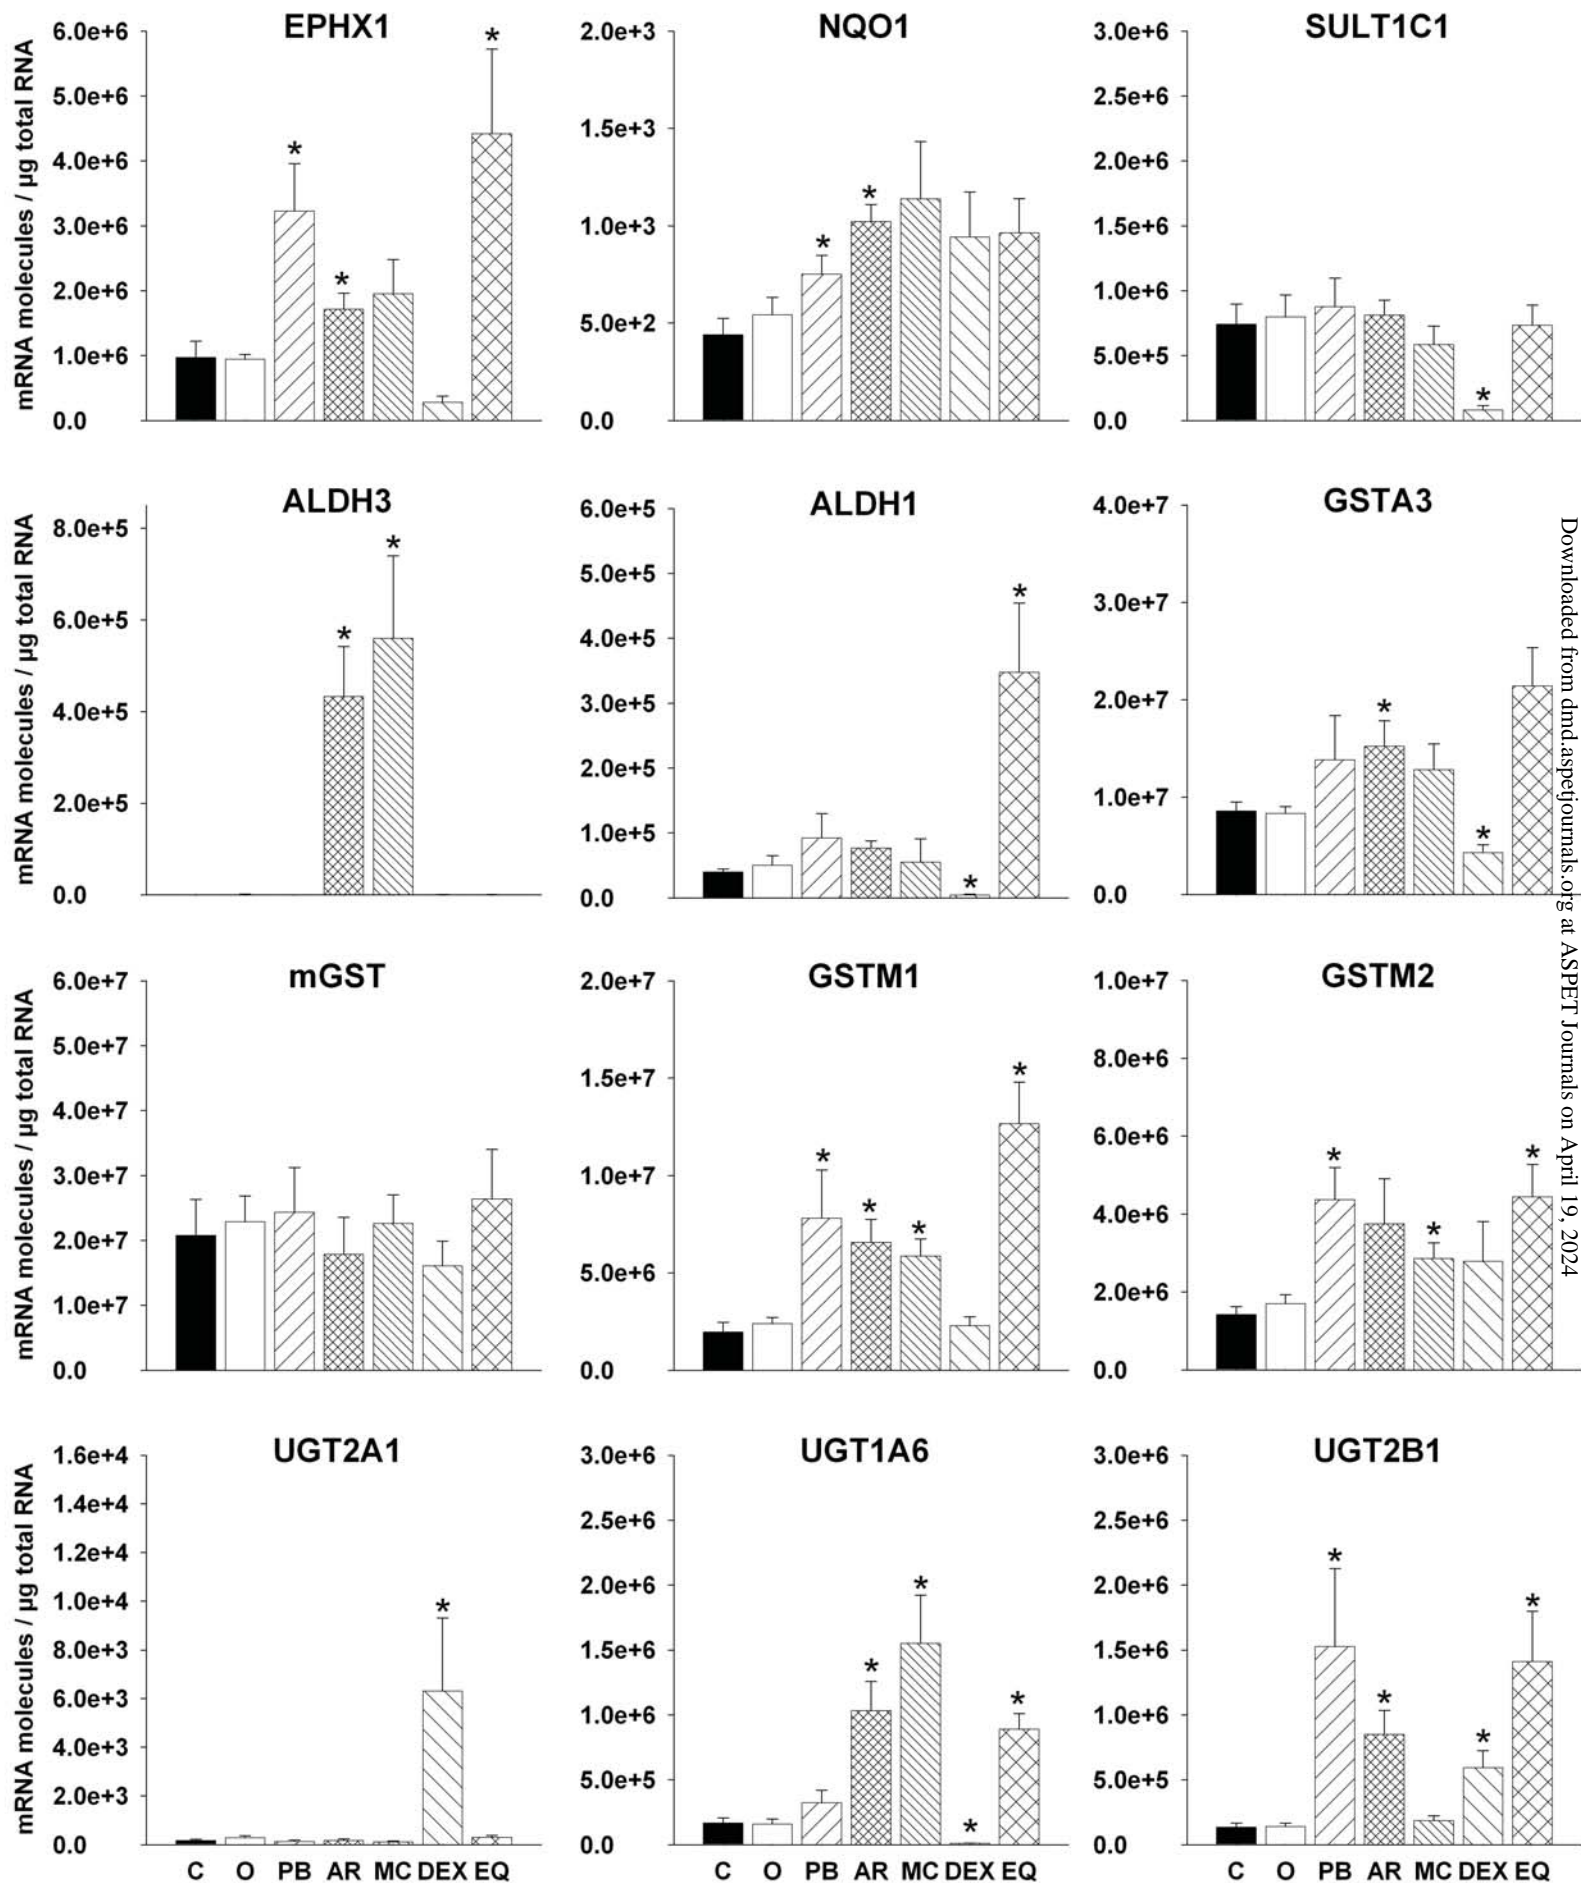 EPHX1
mRNA molecules / µg total RNA
6.0e+6
5.0e+6
4.0e+6
3.0e+6
2.0e+6
1.0e+6
0.0
*
*
*
NQO1
2.0e+3
1.5e+3
1.0e+3
5.0e+2
0.0
*
*
SULT1C1
3.0e+6
2.5e+6
2.0e+6
1.5e+6
1.0e+6
5.0e+5
0.0
*
ALDH3
mRNA molecules / µg total RNA
8.0e+5
6.0e+5
4.0e+5
2.0e+5
0.0
*
*
ALDH1
6.0e+5
5.0e+5
4.0e+5
3.0e+5
2.0e+5
1.0e+5
0.0
*
*
GSTA3
4.0e+7
3.0e+7
2.0e+7
1.0e+7
0.0
*
*
mGST
mRNA molecules / µg total RNA
6.0e+7
5.0e+7
4.0e+7
3.0e+7
2.0e+7
1.0e+7
0.0
GSTM1
2.0e+7
1.5e+7
1.0e+7
5.0e+6
0.0
*
*
*
*
GSTM2
1.0e+7
8.0e+6
6.0e+6
4.0e+6
2.0e+6
0.0
*
*
*
UGT2A1
mRNA molecules / µg total RNA
1.6e+4
1.4e+4
1.2e+4
1.0e+4
8.0e+3
6.0e+3
4.0e+3
2.0e+3
0.0
*
C O PB AR MC DEX EQ
UGT1A6
3.0e+6
2.5e+6
2.0e+6
1.5e+6
1.0e+6
5.0e+5
0.0
*
*
*
*
C O PB AR MC DEX EQ
UGT2B1
3.0e+6
2.5e+6
2.0e+6
1.5e+6
1.0e+6
5.0e+5
0.0
*
*
*
*
C O PB AR MC DEX EQ
Downloaded from dmd.aspetjournals.org at ASPET Journals on April 19, 2024